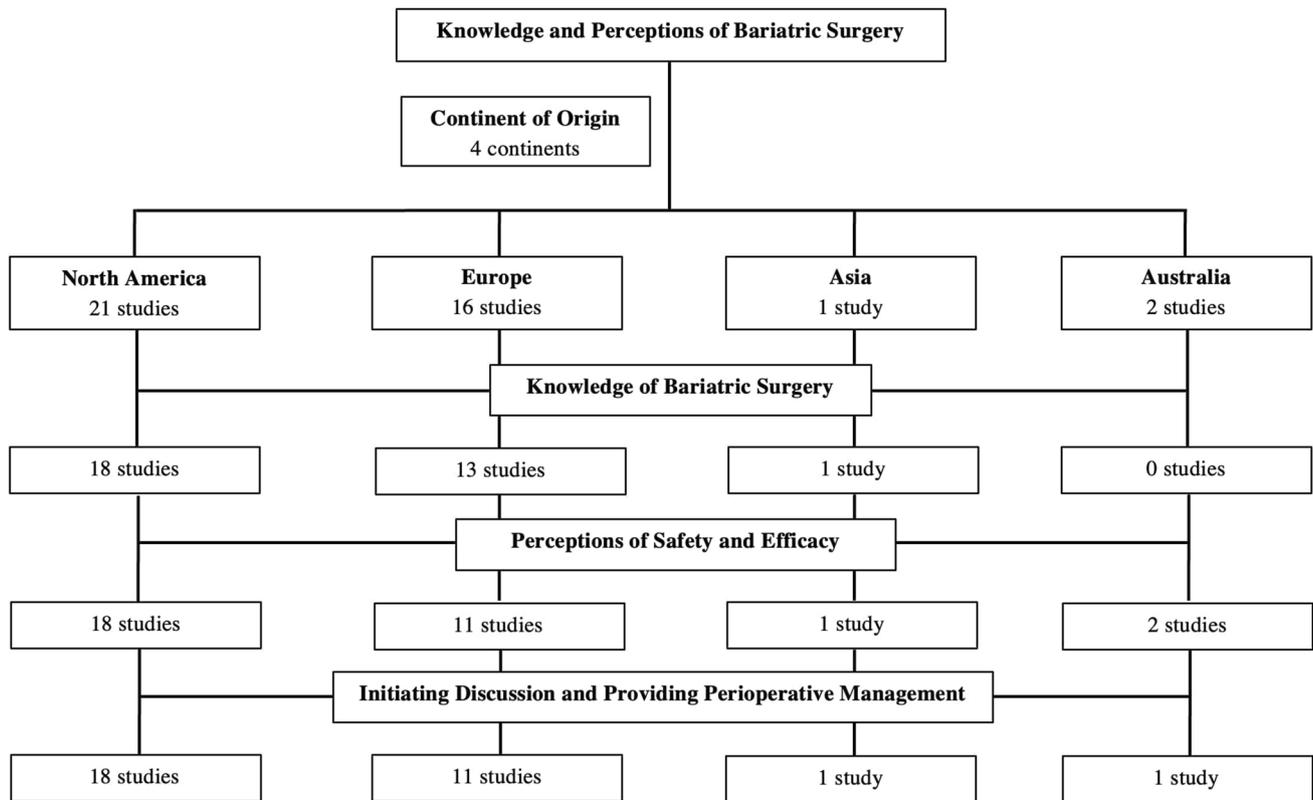 Knowledge and Perceptions of Bariatric Surgery
Continent of Origin
4 continents
North America
21 studies
Europe
16 studies
Asia
1 study
Australia
2 studies
Knowledge of Bariatric Surgery
18 studies
13 studies
1 study
0 studies
Perceptions of Safety and Efficacy
18 studies
11 studies
1 study
2 studies
Initiating Discussion and Providing Perioperative Management
18 studies
11 studies
1 study
1 study